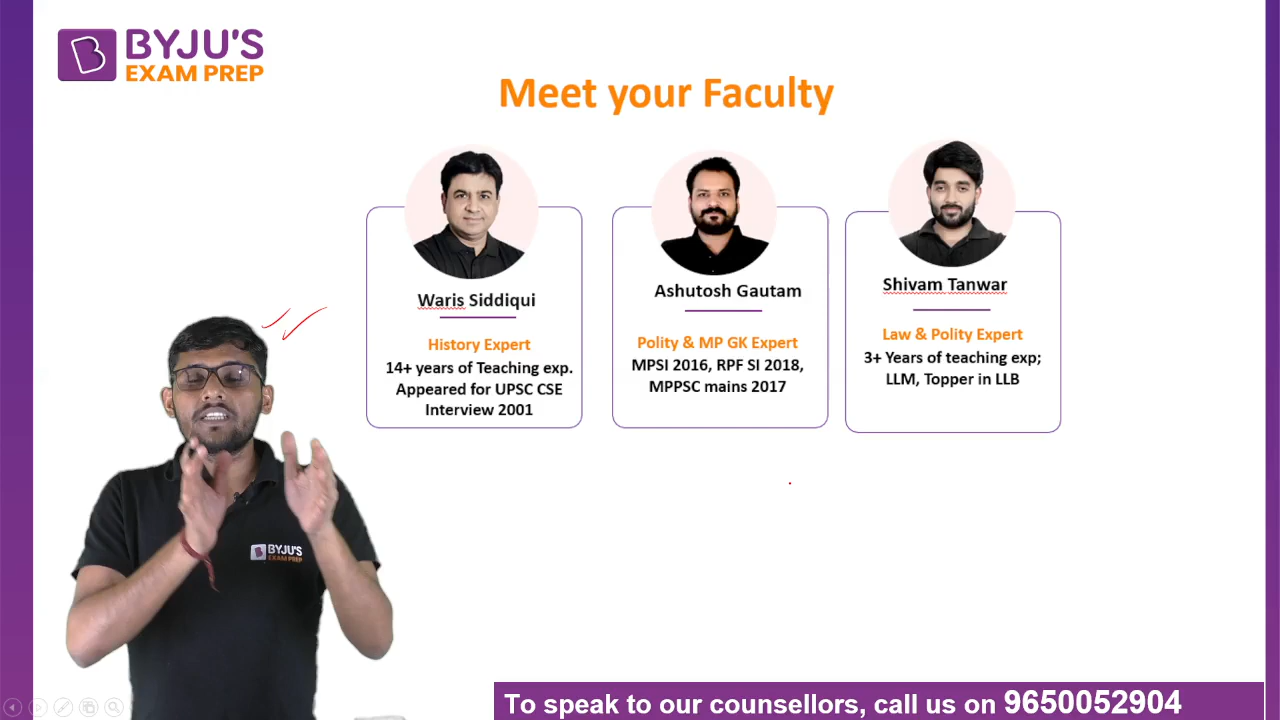 BYJU'S
EXAM PREP
Meet your Faculty
Waris Siddiqui
History Expert
14+ years of Teaching exp.
Appeared for UPSC CSE
Interview 2001
Ashutosh Gautam
Polity & MP GK Expert
MPSI 2016, RPF SI 2018,
MPPSC mains 2017
Shivam Tanwar
Law & Polity Expert
3+ Years of teaching exp;
LLM, Topper in LLB
BYJU'S
EXAM PREP
To speak to our counsellors, call us on 9650052904